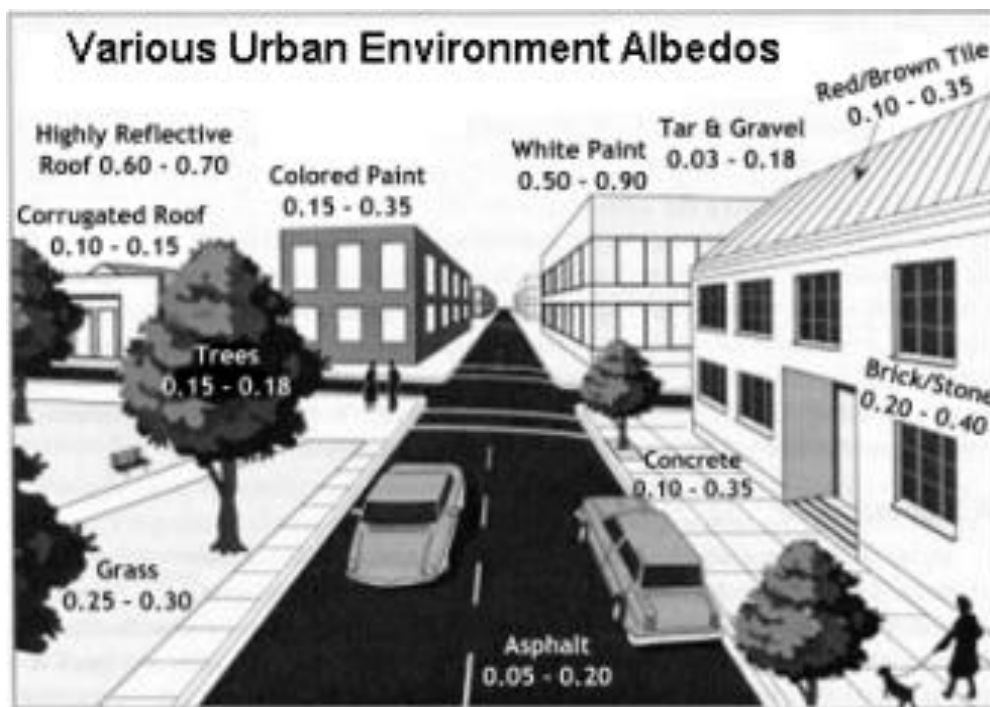 Various Urban Environment Albedos
Highly Reflective
Roof 0.60 - 0.70
Corrugated Roof
0.10 - 0.15
Colored Paint
0.15 - 0.35
White Paint
0.50 - 0.90
Tar & Gravel
0.03 - 0.18
Red/Brown Tile
0.10 - 0.35
Trees
0.15 - 0.18
Brick/Stone
0.20 - 0.40
Concrete
0.10 - 0.35
Grass
0.25 - 0.30
Asphalt
0.05 - 0.20